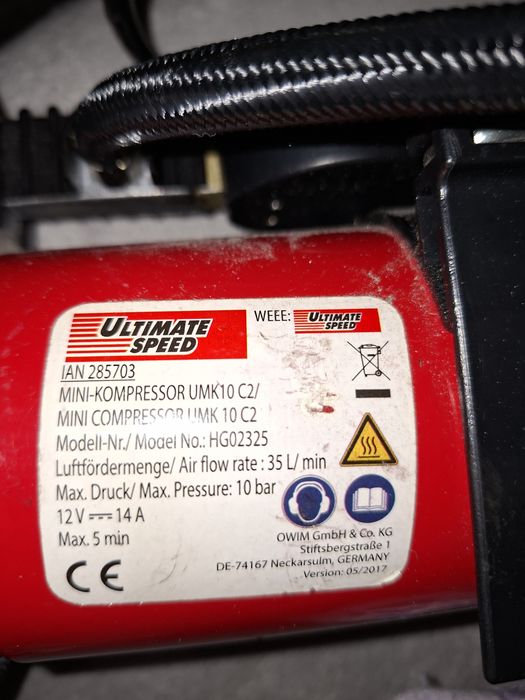 ULTIMATE SPEED
WEEE: ULTIMATE SPEED
IAN 285703
MINI-KOMPRESSOR UMK10 C2/
MINI COMPRESSOR UMK 10 C2
Modell-Nr./ Model No.: HG02325
Luftfördermenge/ Air flow rate : 35 L/ min
Max. Druck/ Max. Pressure: 10 bar
12 V ⎓ 14 A
Max. 5 min
CE
OWIM GmbH & Co. KG
Stiftsbergstraße 1
DE-74167 Neckarsulm, GERMANY
Version: 05/2017